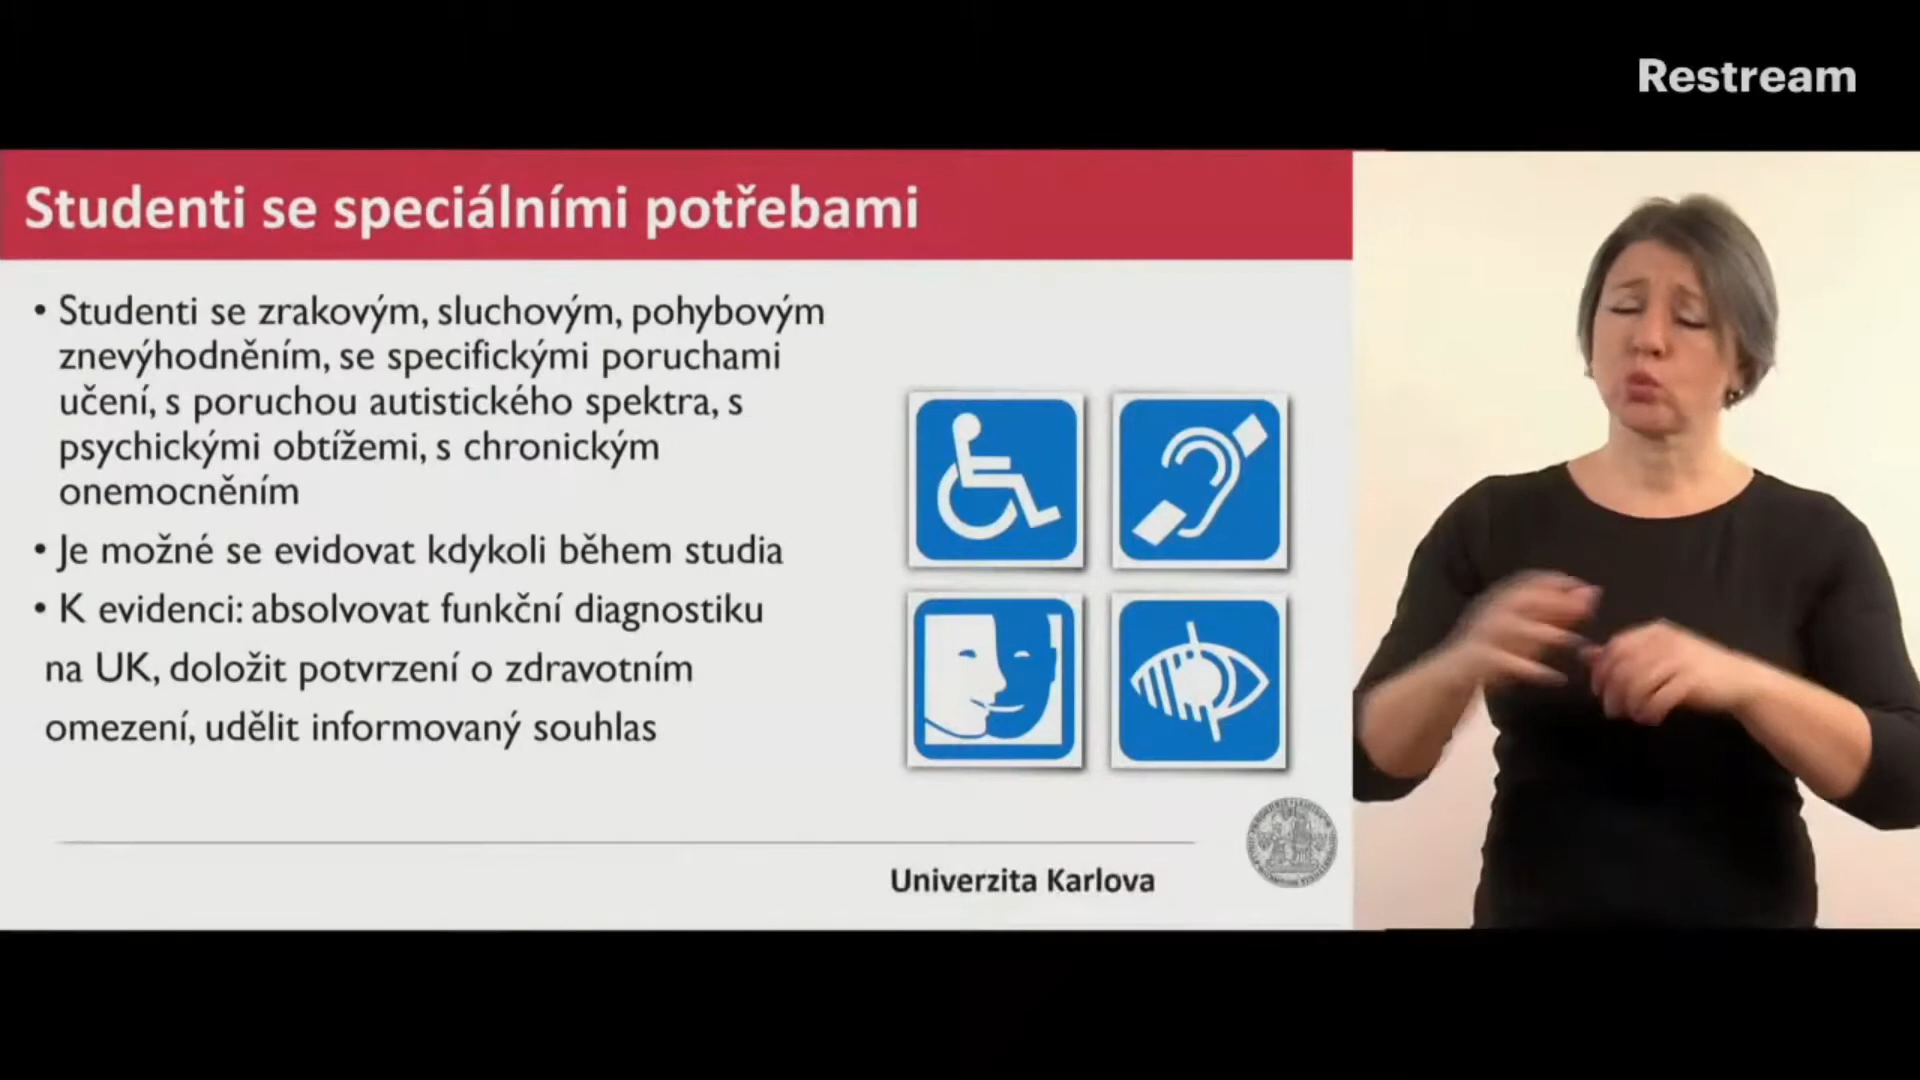 Restream
Studenti se speciálními potřebami
• Studenti se zrakovým, sluchovým, pohybovým
znevýhodněním, se specifickými poruchami
učení, s poruchou autistického spektra, s
psychickými obtížemi, s chronickým
onemocněním
• Je možné se evidovat kdykoli během studia
• K evidenci: absolvovat funkční diagnostiku
na UK, doložit potvrzení o zdravotním
omezení, udělit informovaný souhlas
Univerzita Karlova